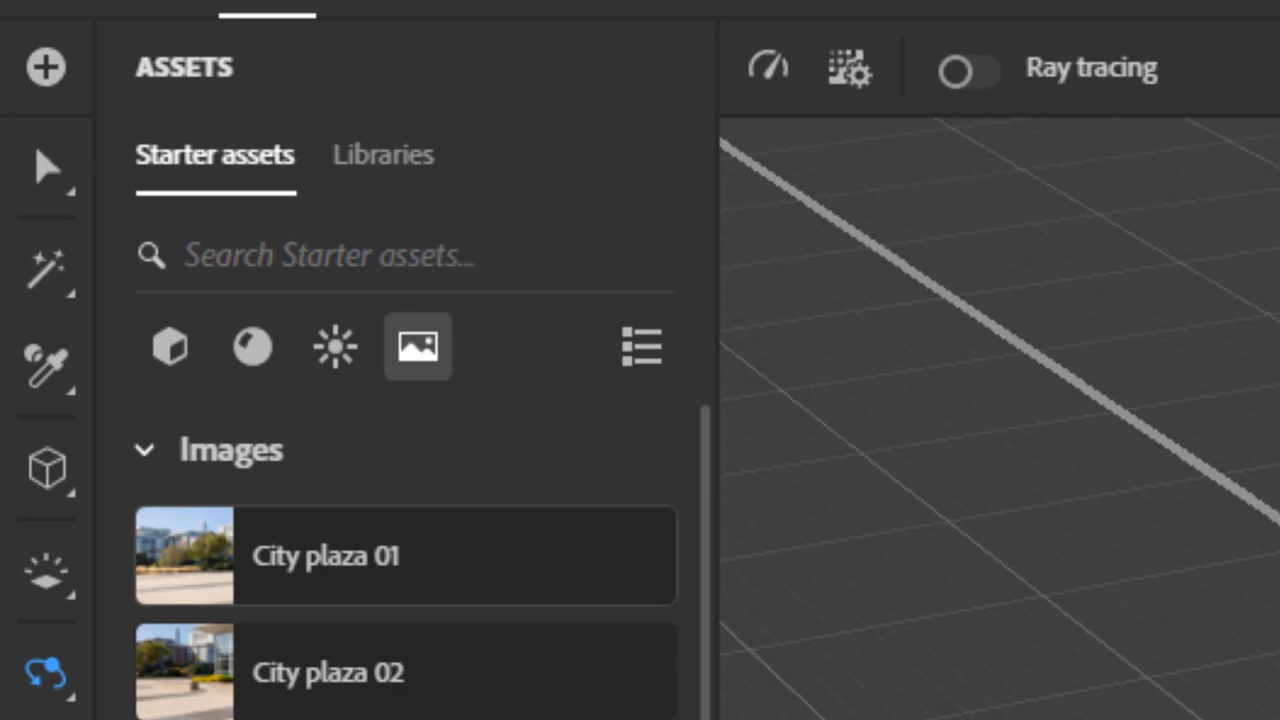 ASSETS
Ray tracing
Starter assets
Libraries
Search Starter assets...
Images
City plaza 01
City plaza 02